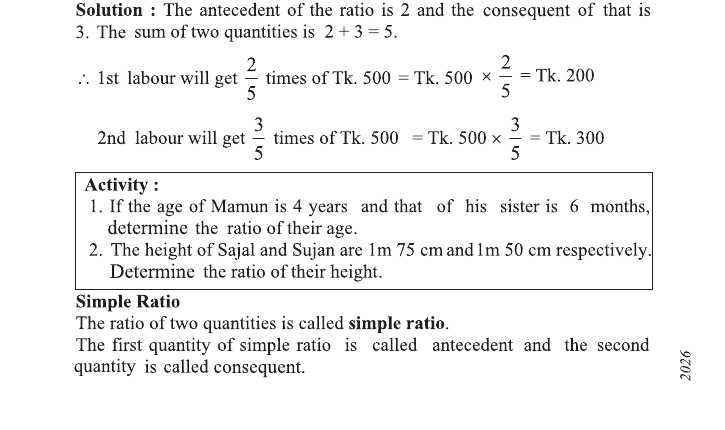 Solution : The antecedent of the ratio is 2 and the consequent of that is
3. The sum of two quantities is 2 + 3 = 5.
∴ 1st labour will get 2/5 times of Tk. 500 = Tk. 500 × 2/5 = Tk. 200
2nd labour will get 3/5 times of Tk. 500 = Tk. 500 × 3/5 = Tk. 300
Activity :
1. If the age of Mamun is 4 years and that of his sister is 6 months,
determine the ratio of their age.
2. The height of Sajal and Sujan are 1m 75 cm and 1m 50 cm respectively.
Determine the ratio of their height.
Simple Ratio
The ratio of two quantities is called simple ratio.
The first quantity of simple ratio is called antecedent and the second
quantity is called consequent.
2026